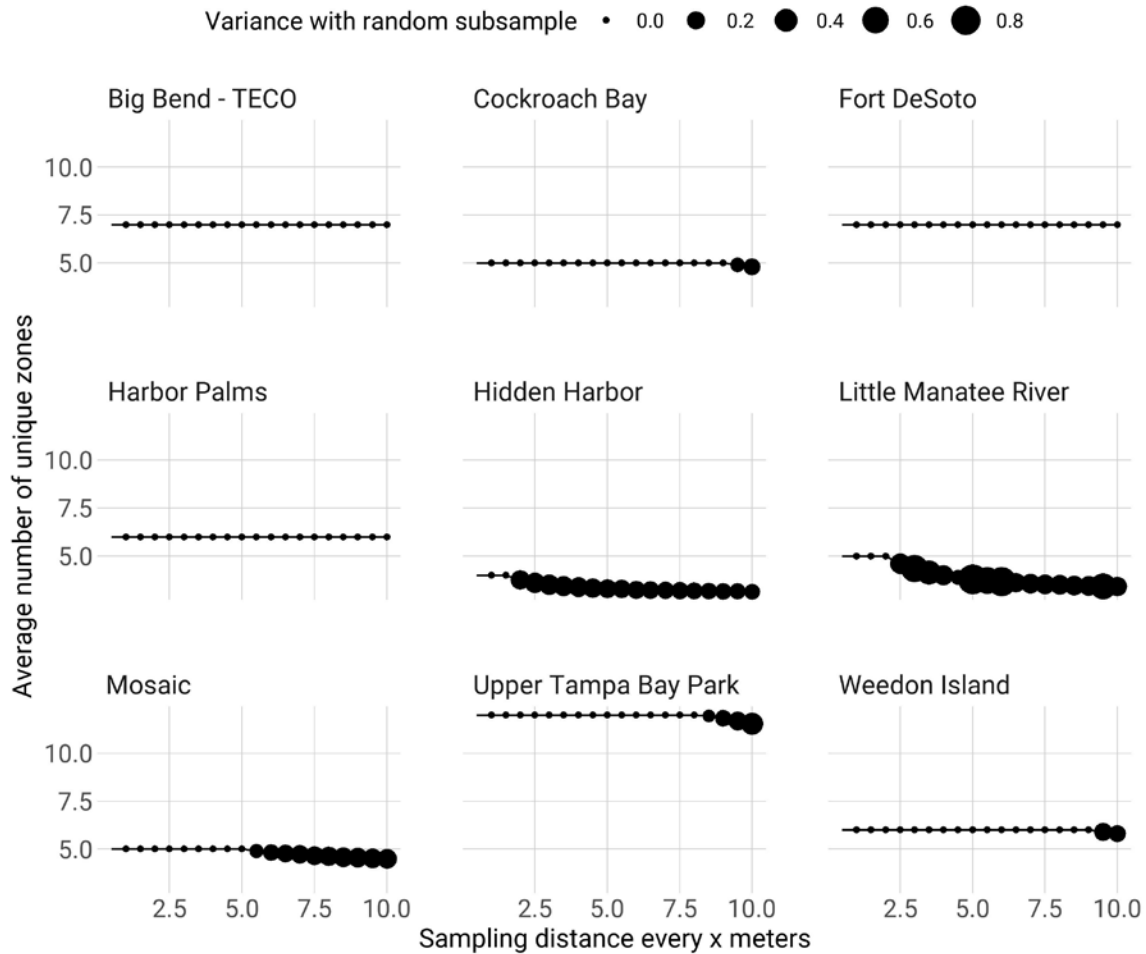 Variance with random subsample 0.0 0.2 0.4 0.6 0.8
Big Bend - TECO Cockroach Bay Fort DeSoto
10.0
7.5
5.0
Harbor Palms Hidden Harbor Little Manatee River
10.0
7.5
5.0
Mosaic Upper Tampa Bay Park Weedon Island
10.0
7.5
5.0
2.5 5.0 7.5 10.0 2.5 5.0 7.5 10.0 2.5 5.0 7.5 10.0
Sampling distance every x meters
Average number of unique zones